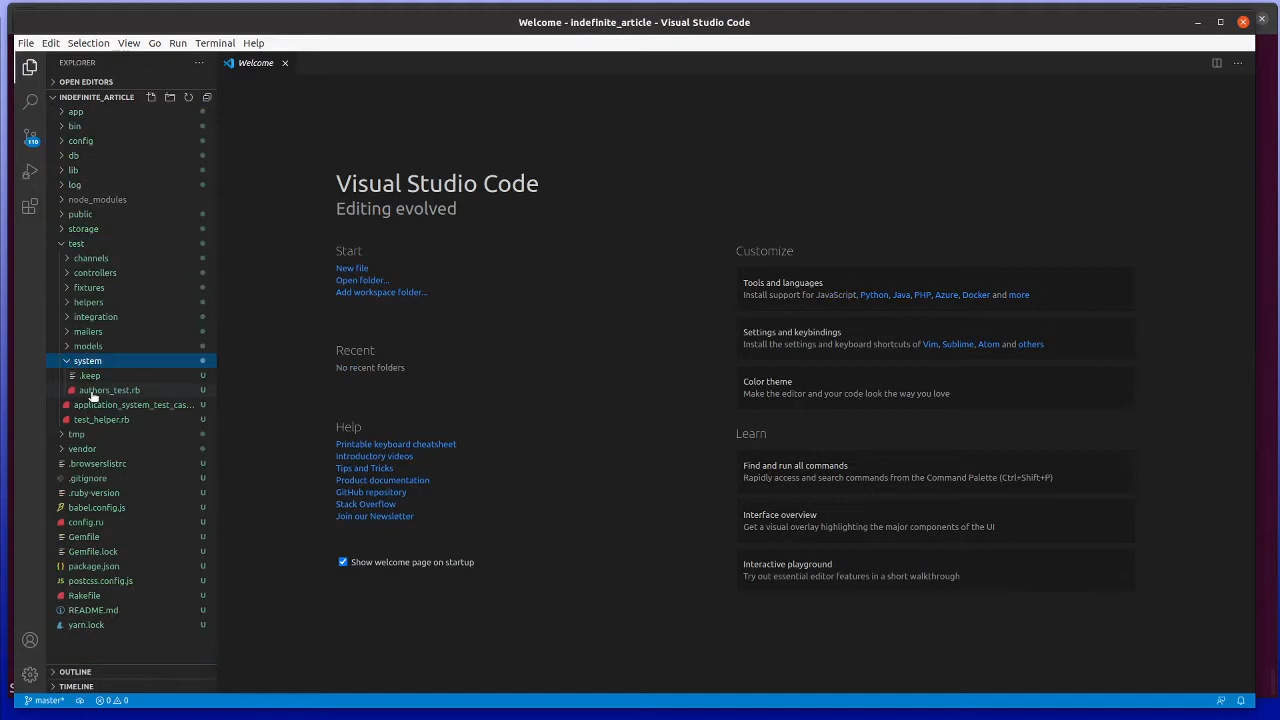 Welcome - indefinite_article - Visual Studio Code
File Edit Selection View Go Run Terminal Help
EXPLORER
OPEN EDITORS
INDEFINITE_ARTICLE
app
bin
config
db
lib
log
node_modules
public
storage
test
channels
controllers
fixtures
helpers
integration
mailers
models
system
.keep U
authors_test.rb U
application_system_test_cas... U
test_helper.rb U
tmp
vendor
.browserslistrc U
.gitignore U
.ruby-version U
babel.config.js U
config.ru U
Gemfile U
Gemfile.lock U
package.json U
postcss.config.js U
Rakefile U
README.md U
yarn.lock U
OUTLINE
TIMELINE
110
Welcome
Visual Studio Code
Editing evolved
Start
New file
Open folder...
Add workspace folder...
Recent
No recent folders
Help
Printable keyboard cheatsheet
Introductory videos
Tips and Tricks
Product documentation
GitHub repository
Stack Overflow
Join our Newsletter
Show welcome page on startup
Customize
Tools and languages
Install support for JavaScript, Python, Java, PHP, Azure, Docker and more
Settings and keybindings
Install the settings and keyboard shortcuts of Vim, Sublime, Atom and others
Color theme
Make the editor and your code look the way you love
Learn
Find and run all commands
Rapidly access and search commands from the Command Palette (Ctrl+Shift+P)
Interface overview
Get a visual overlay highlighting the major components of the UI
Interactive playground
Try out essential editor features in a short walkthrough
master* 0 0